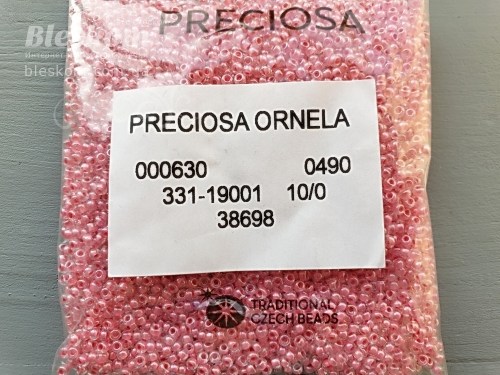 PRECIOSA
PRECIOSA ORNELA
000630 0490
331-19001 10/0
38698
TRADITIONAL
CZECH BEADS